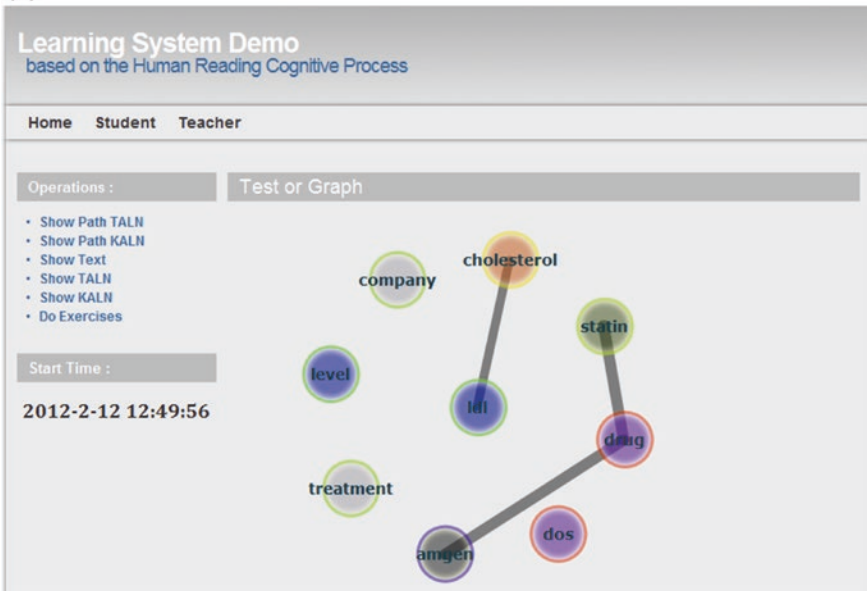 Learning System Demo
based on the Human Reading Cognitive Process
Home Student Teacher
Operations :
• Show Path TALN
• Show Path KALN
• Show Text
• Show TALN
• Show KALN
• Do Exercises
Start Time :
2012-2-12 12:49:56
Test or Graph
cholesterol
company
statin
level
ldl
drug
treatment
dos
amgen